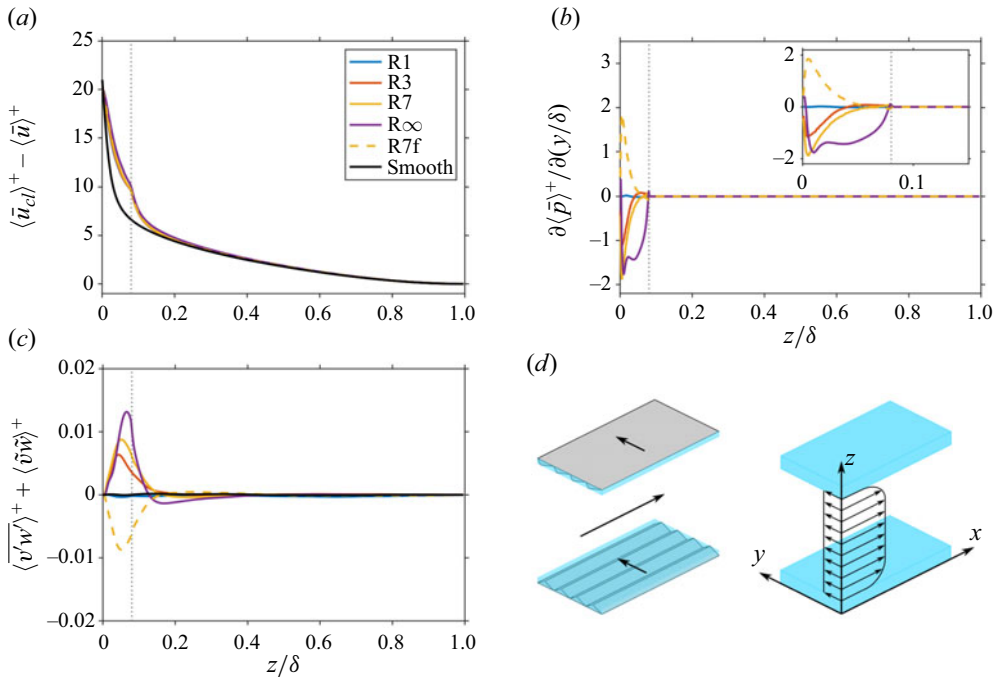 (a)
25
20
15
10
5
0
⟨ū_cl⟩⁺ − ⟨ū⟩⁺
R1
R3
R7
R∞
R7f
Smooth
0 0.2 0.4 0.6 0.8 1.0
(b)
3
2
1
0
−1
−2
∂⟨p̄⟩⁺/∂(y/δ)
2
0
−2
0 0.1
0 0.2 0.4 0.6 0.8 1.0
z/δ
(c)
0.02
0.01
0
−0.01
−0.02
⟨v′w′⟩⁺ + ⟨ṽw̃⟩⁺
0 0.2 0.4 0.6 0.8 1.0
z/δ
(d)
z
y
x